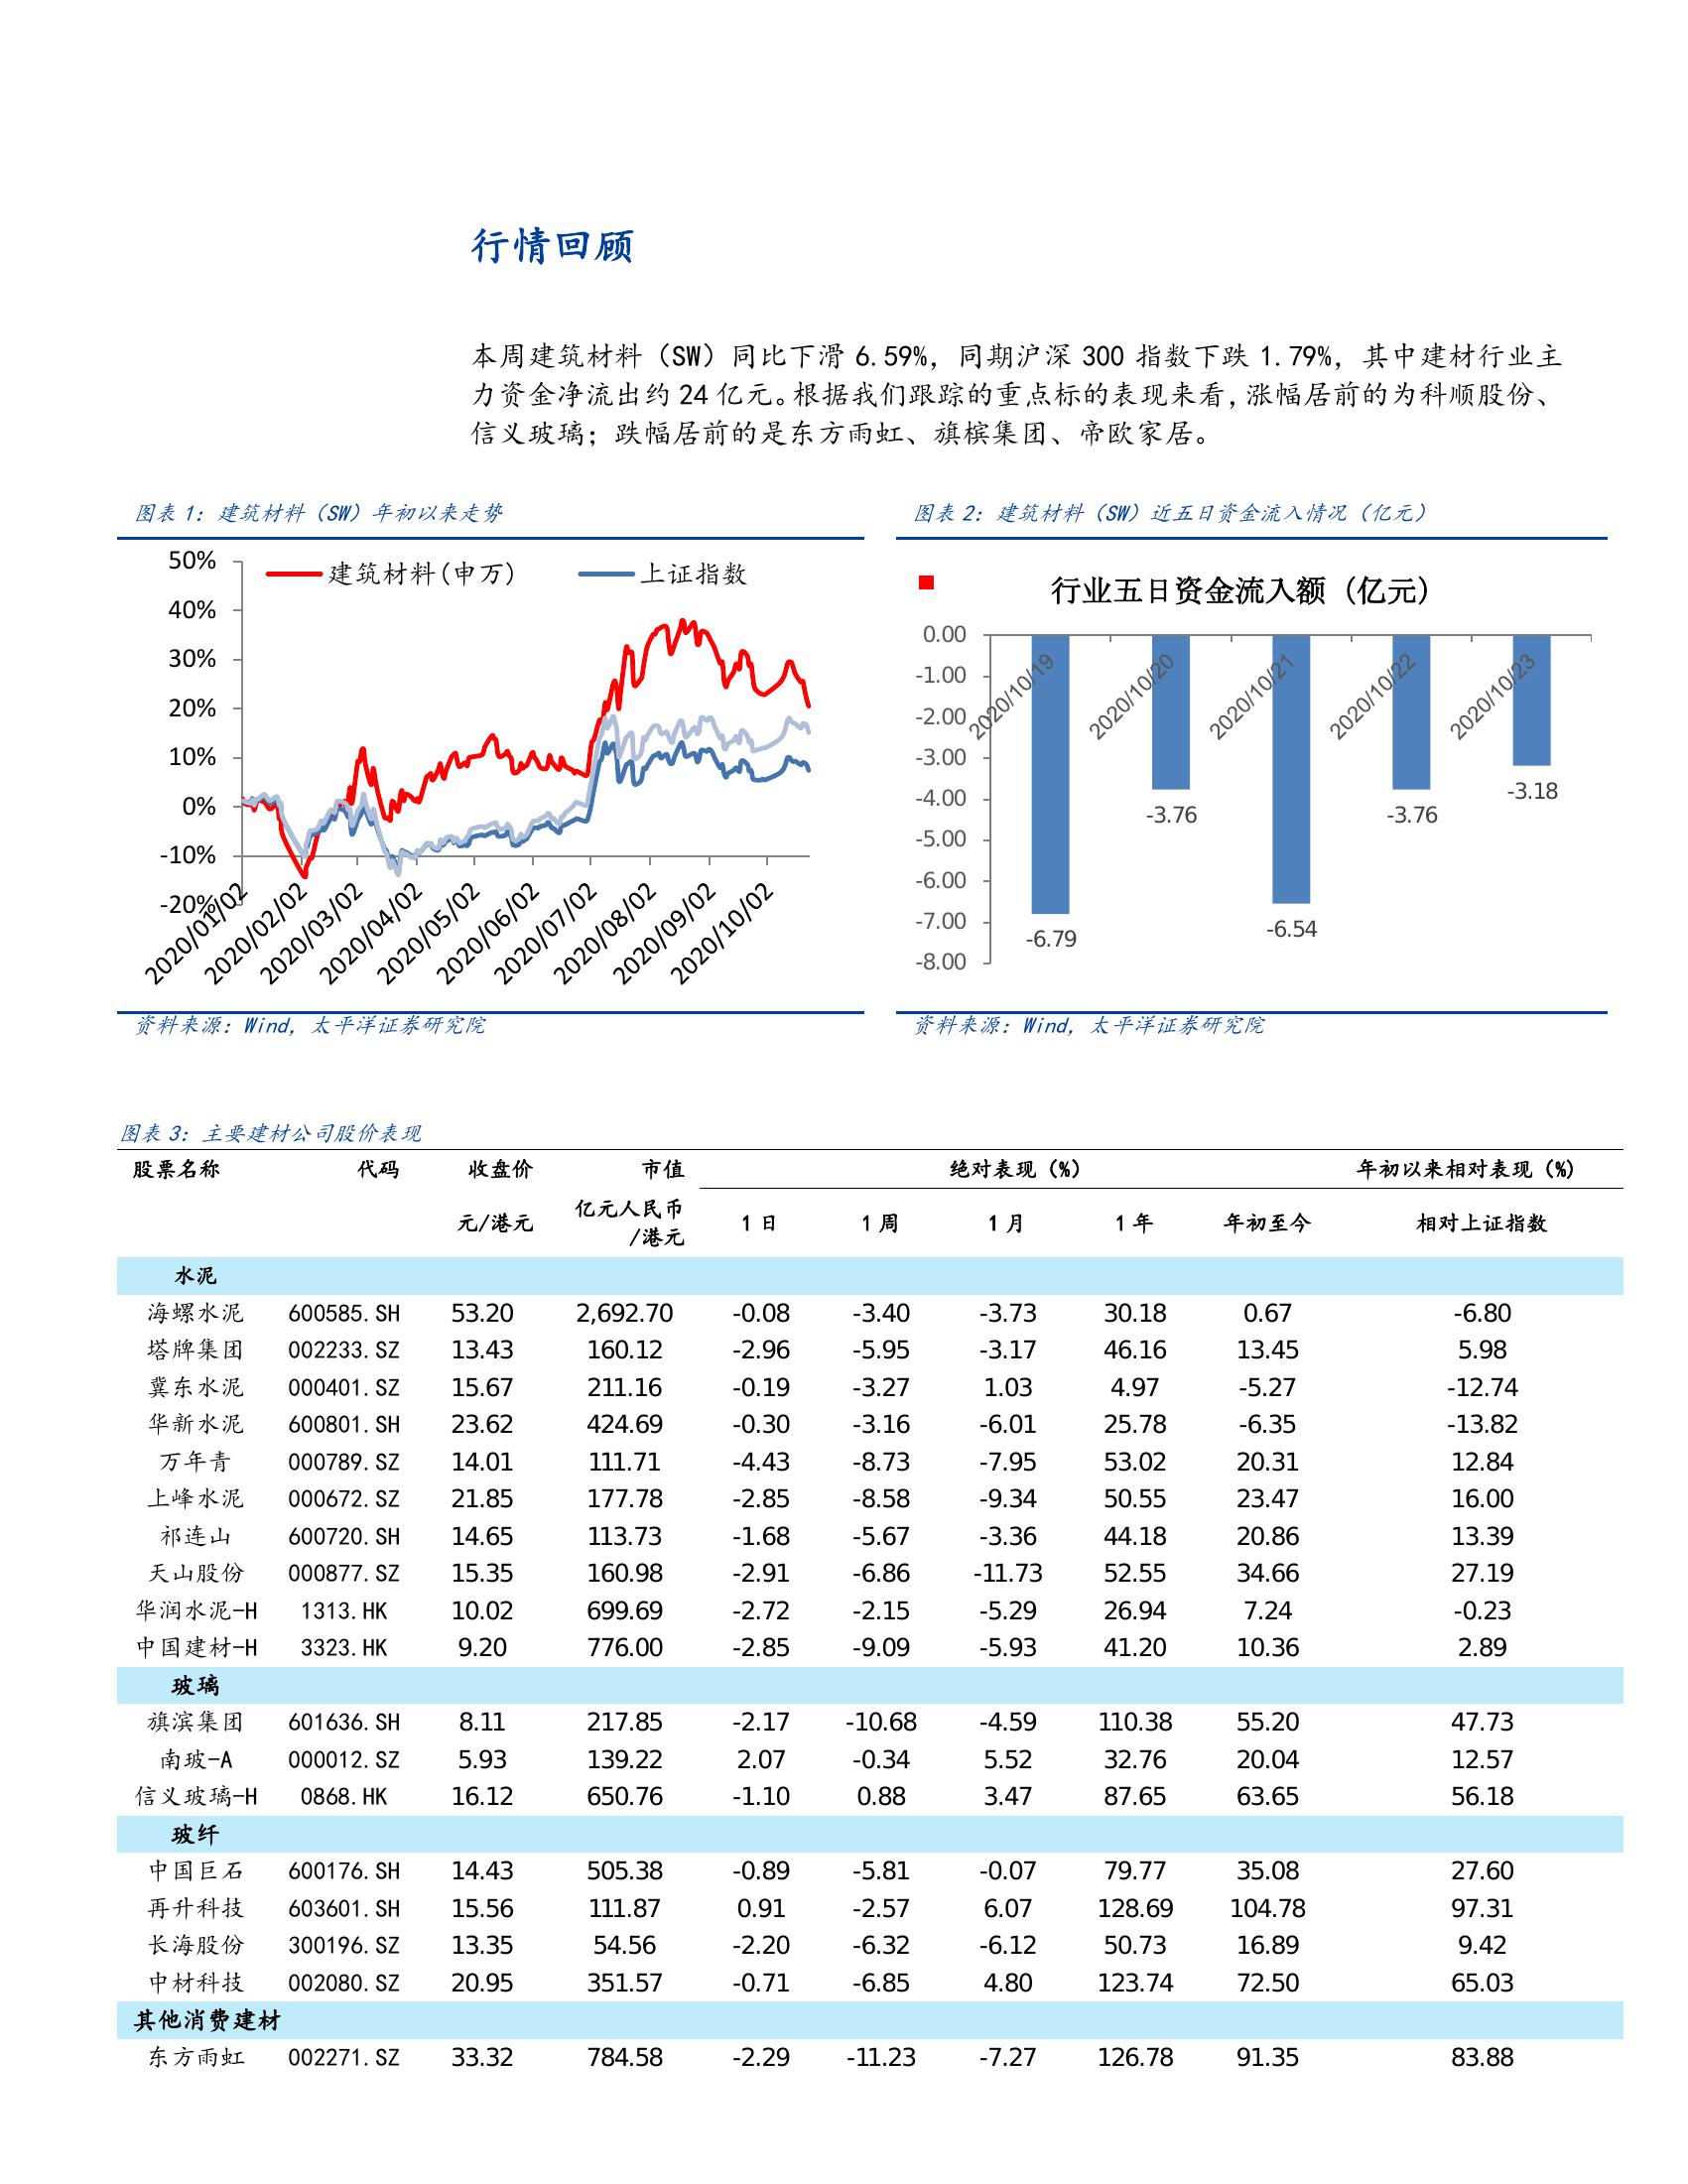 行情回顾
本周建筑材料（SW）同比下滑 6.59%，同期沪深 300 指数下跌 1.79%，其中建材行业主
力资金净流出约 24 亿元。根据我们跟踪的重点标的表现来看，涨幅居前的为科顺股份、
信义玻璃；跌幅居前的是东方雨虹、旗槟集团、帝欧家居。
图表 1：建筑材料（SW）年初以来走势
50%
40%
30%
20%
10%
0%
-10%
-20%
建筑材料(申万)
上证指数
2020/01/02
2020/02/02
2020/03/02
2020/04/02
2020/05/02
2020/06/02
2020/07/02
2020/08/02
2020/09/02
2020/10/02
资料来源：Wind，太平洋证券研究院
图表 2：建筑材料（SW）近五日资金流入情况（亿元）
行业五日资金流入额（亿元）
0.00
-1.00
-2.00
-3.00
-4.00
-5.00
-6.00
-7.00
-8.00
2020/10/19
2020/10/20
2020/10/21
2020/10/22
2020/10/23
-6.79
-3.76
-6.54
-3.76
-3.18
资料来源：Wind，太平洋证券研究院
图表 3：主要建材公司股价表现
股票名称 代码 收盘价 市值 绝对表现（%） 年初以来相对表现（%）
元/港元 亿元人民币/港元 1 日 1 周 1 月 1 年 年初至今 相对上证指数
水泥
海螺水泥 600585.SH 53.20 2,692.70 -0.08 -3.40 -3.73 30.18 0.67 -6.80
塔牌集团 002233.SZ 13.43 160.12 -2.96 -5.95 -3.17 46.16 13.45 5.98
冀东水泥 000401.SZ 15.67 211.16 -0.19 -3.27 1.03 4.97 -5.27 -12.74
华新水泥 600801.SH 23.62 424.69 -0.30 -3.16 -6.01 25.78 -6.35 -13.82
万年青 000789.SZ 14.01 111.71 -4.43 -8.73 -7.95 53.02 20.31 12.84
上峰水泥 000672.SZ 21.85 177.78 -2.85 -8.58 -9.34 50.55 23.47 16.00
祁连山 600720.SH 14.65 113.73 -1.68 -5.67 -3.36 44.18 20.86 13.39
天山股份 000877.SZ 15.35 160.98 -2.91 -6.86 -11.73 52.55 34.66 27.19
华润水泥-H 1313.HK 10.02 699.69 -2.72 -2.15 -5.29 26.94 7.24 -0.23
中国建材-H 3323.HK 9.20 776.00 -2.85 -9.09 -5.93 41.20 10.36 2.89
玻璃
旗滨集团 601636.SH 8.11 217.85 -2.17 -10.68 -4.59 110.38 55.20 47.73
南玻-A 000012.SZ 5.93 139.22 2.07 -0.34 5.52 32.76 20.04 12.57
信义玻璃-H 0868.HK 16.12 650.76 -1.10 0.88 3.47 87.65 63.65 56.18
玻纤
中国巨石 600176.SH 14.43 505.38 -0.89 -5.81 -0.07 79.77 35.08 27.60
再升科技 603601.SH 15.56 111.87 0.91 -2.57 6.07 128.69 104.78 97.31
长海股份 300196.SZ 13.35 54.56 -2.20 -6.32 -6.12 50.73 16.89 9.42
中材科技 002080.SZ 20.95 351.57 -0.71 -6.85 4.80 123.74 72.50 65.03
其他消费建材
东方雨虹 002271.SZ 33.32 784.58 -2.29 -11.23 -7.27 126.78 91.35 83.88